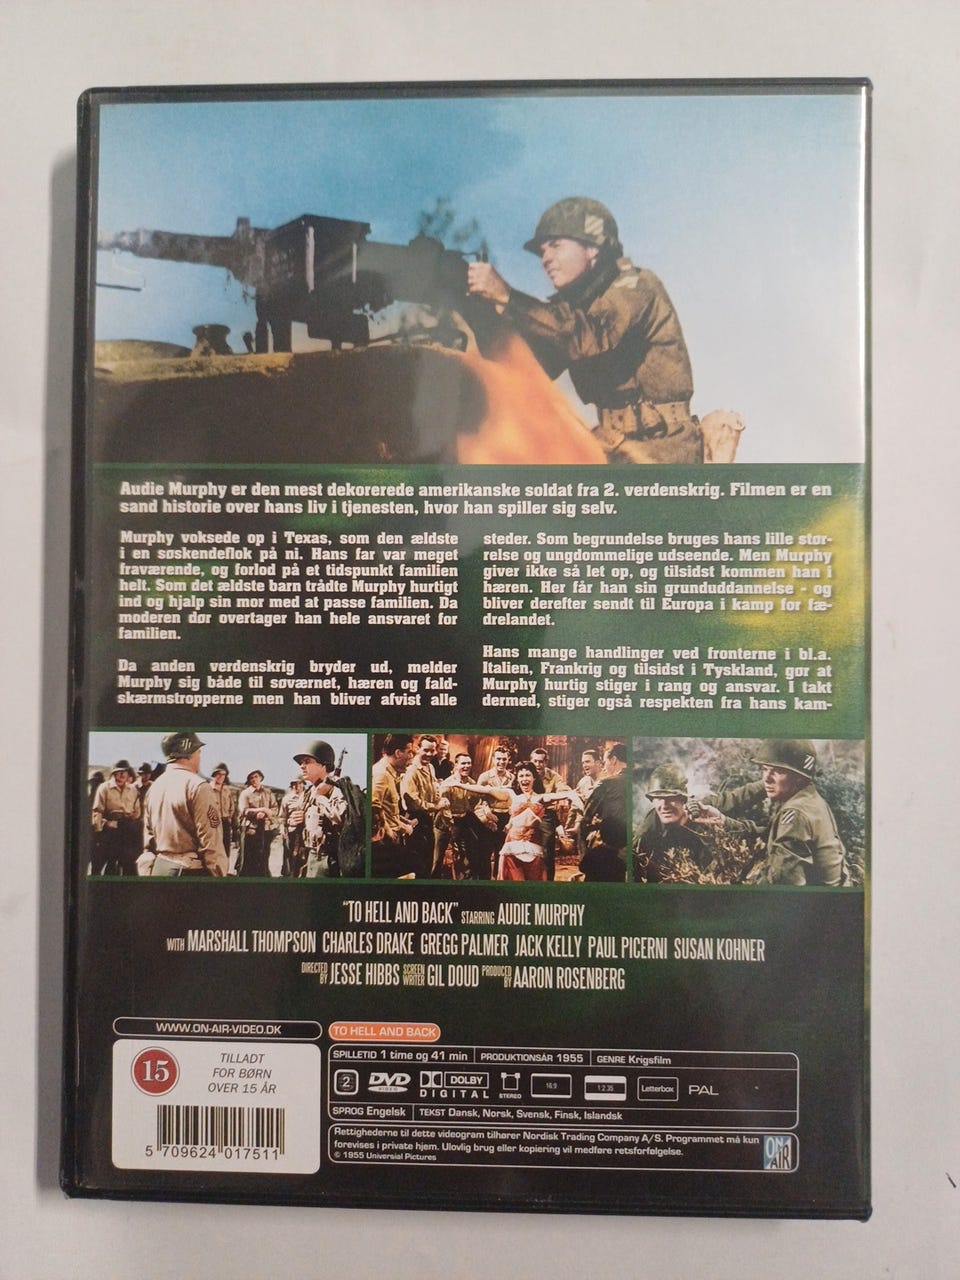 Audie Murphy er den mest dekorerede amerikanske soldat fra 2. verdenskrig. Filmen er en
sand historie over hans liv i tjenesten, hvor han spiller sig selv.
Murphy voksede op i Texas, som den ældste
i en søskendeflok på ni. Hans far var meget
fraværende, og forlod på et tidspunkt familien
helt. Som det ældste barn trådte Murphy hurtigt
ind og hjalp sin mor med at passe familien. Da
moderen dør overtager han hele ansvaret for
familien.
Da anden verdenskrig bryder ud, melder
Murphy sig både til søværnet, hæren og fald-
skærmstropperne men han bliver afvist alle
steder. Som begrundelse bruges hans lille stør-
relse og ungdommelige udseende. Men Murphy
giver ikke så let op, og tilsidst kommen han i
hæren. Her får han sin grunduddannelse - og
bliver derefter sendt til Europa i kamp for fæ-
drelandet.
Hans mange handlinger ved fronterne i bl.a.
Italien, Frankrig og tilsidst i Tyskland, gør at
Murphy hurtig stiger i rang og ansvar. I takt
dermed, stiger også respekten fra hans kam-
"TO HELL AND BACK" STARRING AUDIE MURPHY
WITH MARSHALL THOMPSON CHARLES DRAKE GREGG PALMER JACK KELLY PAUL PICERNI SUSAN KOHNER
DIRECTED BY JESSE HIBBS SCREEN WRITER GIL DOUD PRODUCED BY AARON ROSENBERG
WWW.ON-AIR-VIDEO.DK
TO HELL AND BACK
15
TILLADT
FOR BØRN
OVER 15 ÅR
5 709624 017511
SPILLETID 1 time og 41 min PRODUKTIONSÅR 1955 GENRE Krigsfilm
2 DVD VIDEO DOLBY DIGITAL STEREO 16:9 1:2.35 Letterbox PAL
SPROG Engelsk TEKST Dansk, Norsk, Svensk, Finsk, Islandsk
Rettighederne til dette videogram tilhører Nordisk Trading Company A/S. Programmet må kun
forevises i private hjem. Ulovlig brug eller kopiering vil medføre retsforfølgelse.
© 1955 Universial Pictures
ON AIR